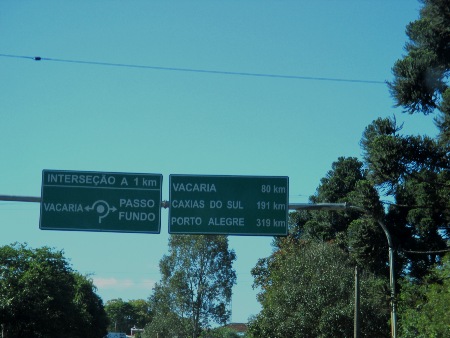 INTERSEÇÃO A 1 km
VACARIA
PASSO
FUNDO
VACARIA 80 km
CAXIAS DO SUL 191 km
PORTO ALEGRE 319 km